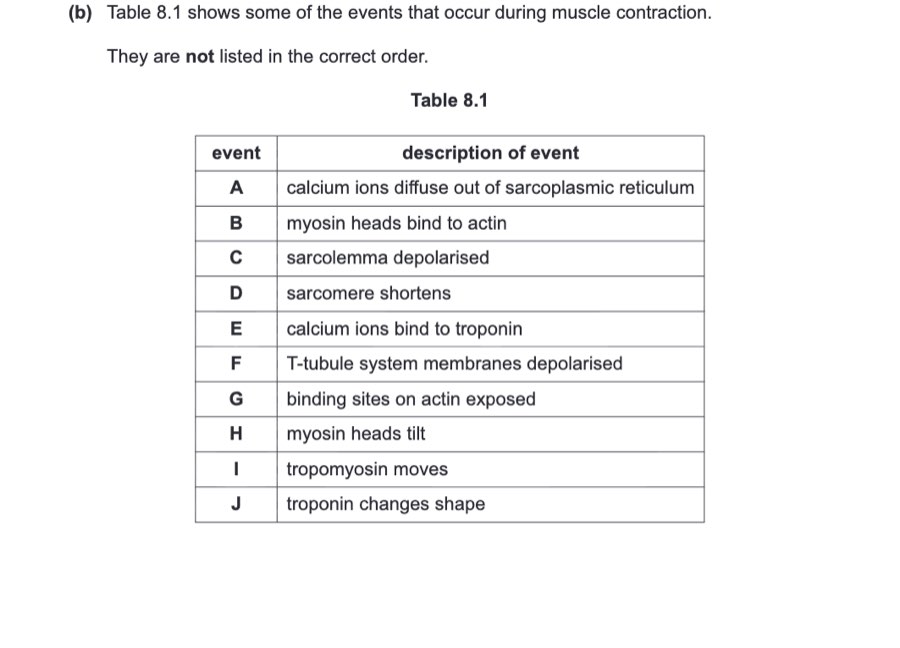 (b) Table 8.1 shows some of the events that occur during muscle contraction.
They are not listed in the correct order.
Table 8.1
event description of event
A calcium ions diffuse out of sarcoplasmic reticulum
B myosin heads bind to actin
C sarcolemma depolarised
D sarcomere shortens
E calcium ions bind to troponin
F T-tubule system membranes depolarised
G binding sites on actin exposed
H myosin heads tilt
I tropomyosin moves
J troponin changes shape